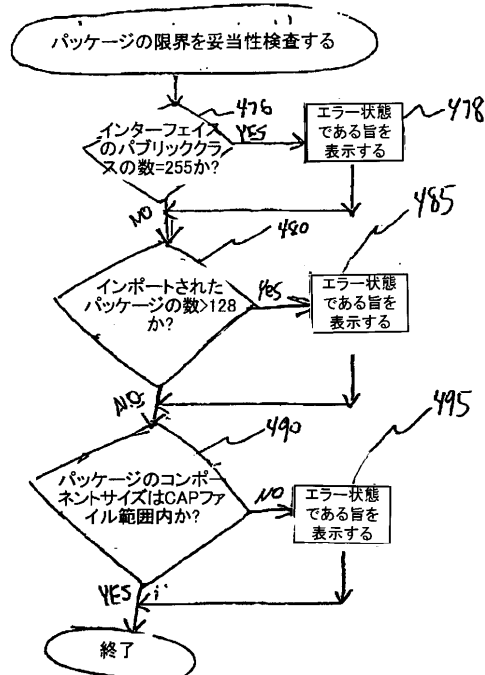 パッケージの限界を妥当性検査する
476
インターフェイス
のパブリッククラ
スの数=255か?
YES
エラー状態
である旨を
表示する
478
NO
480
485
インポートされた
パッケージの数>128
か?
YES
エラー状態
である旨を
表示する
NO
490
495
パッケージのコンポー
ネントサイズはCAPファ
イル範囲内か?
NO
エラー状態
である旨を
表示する
YES
終了